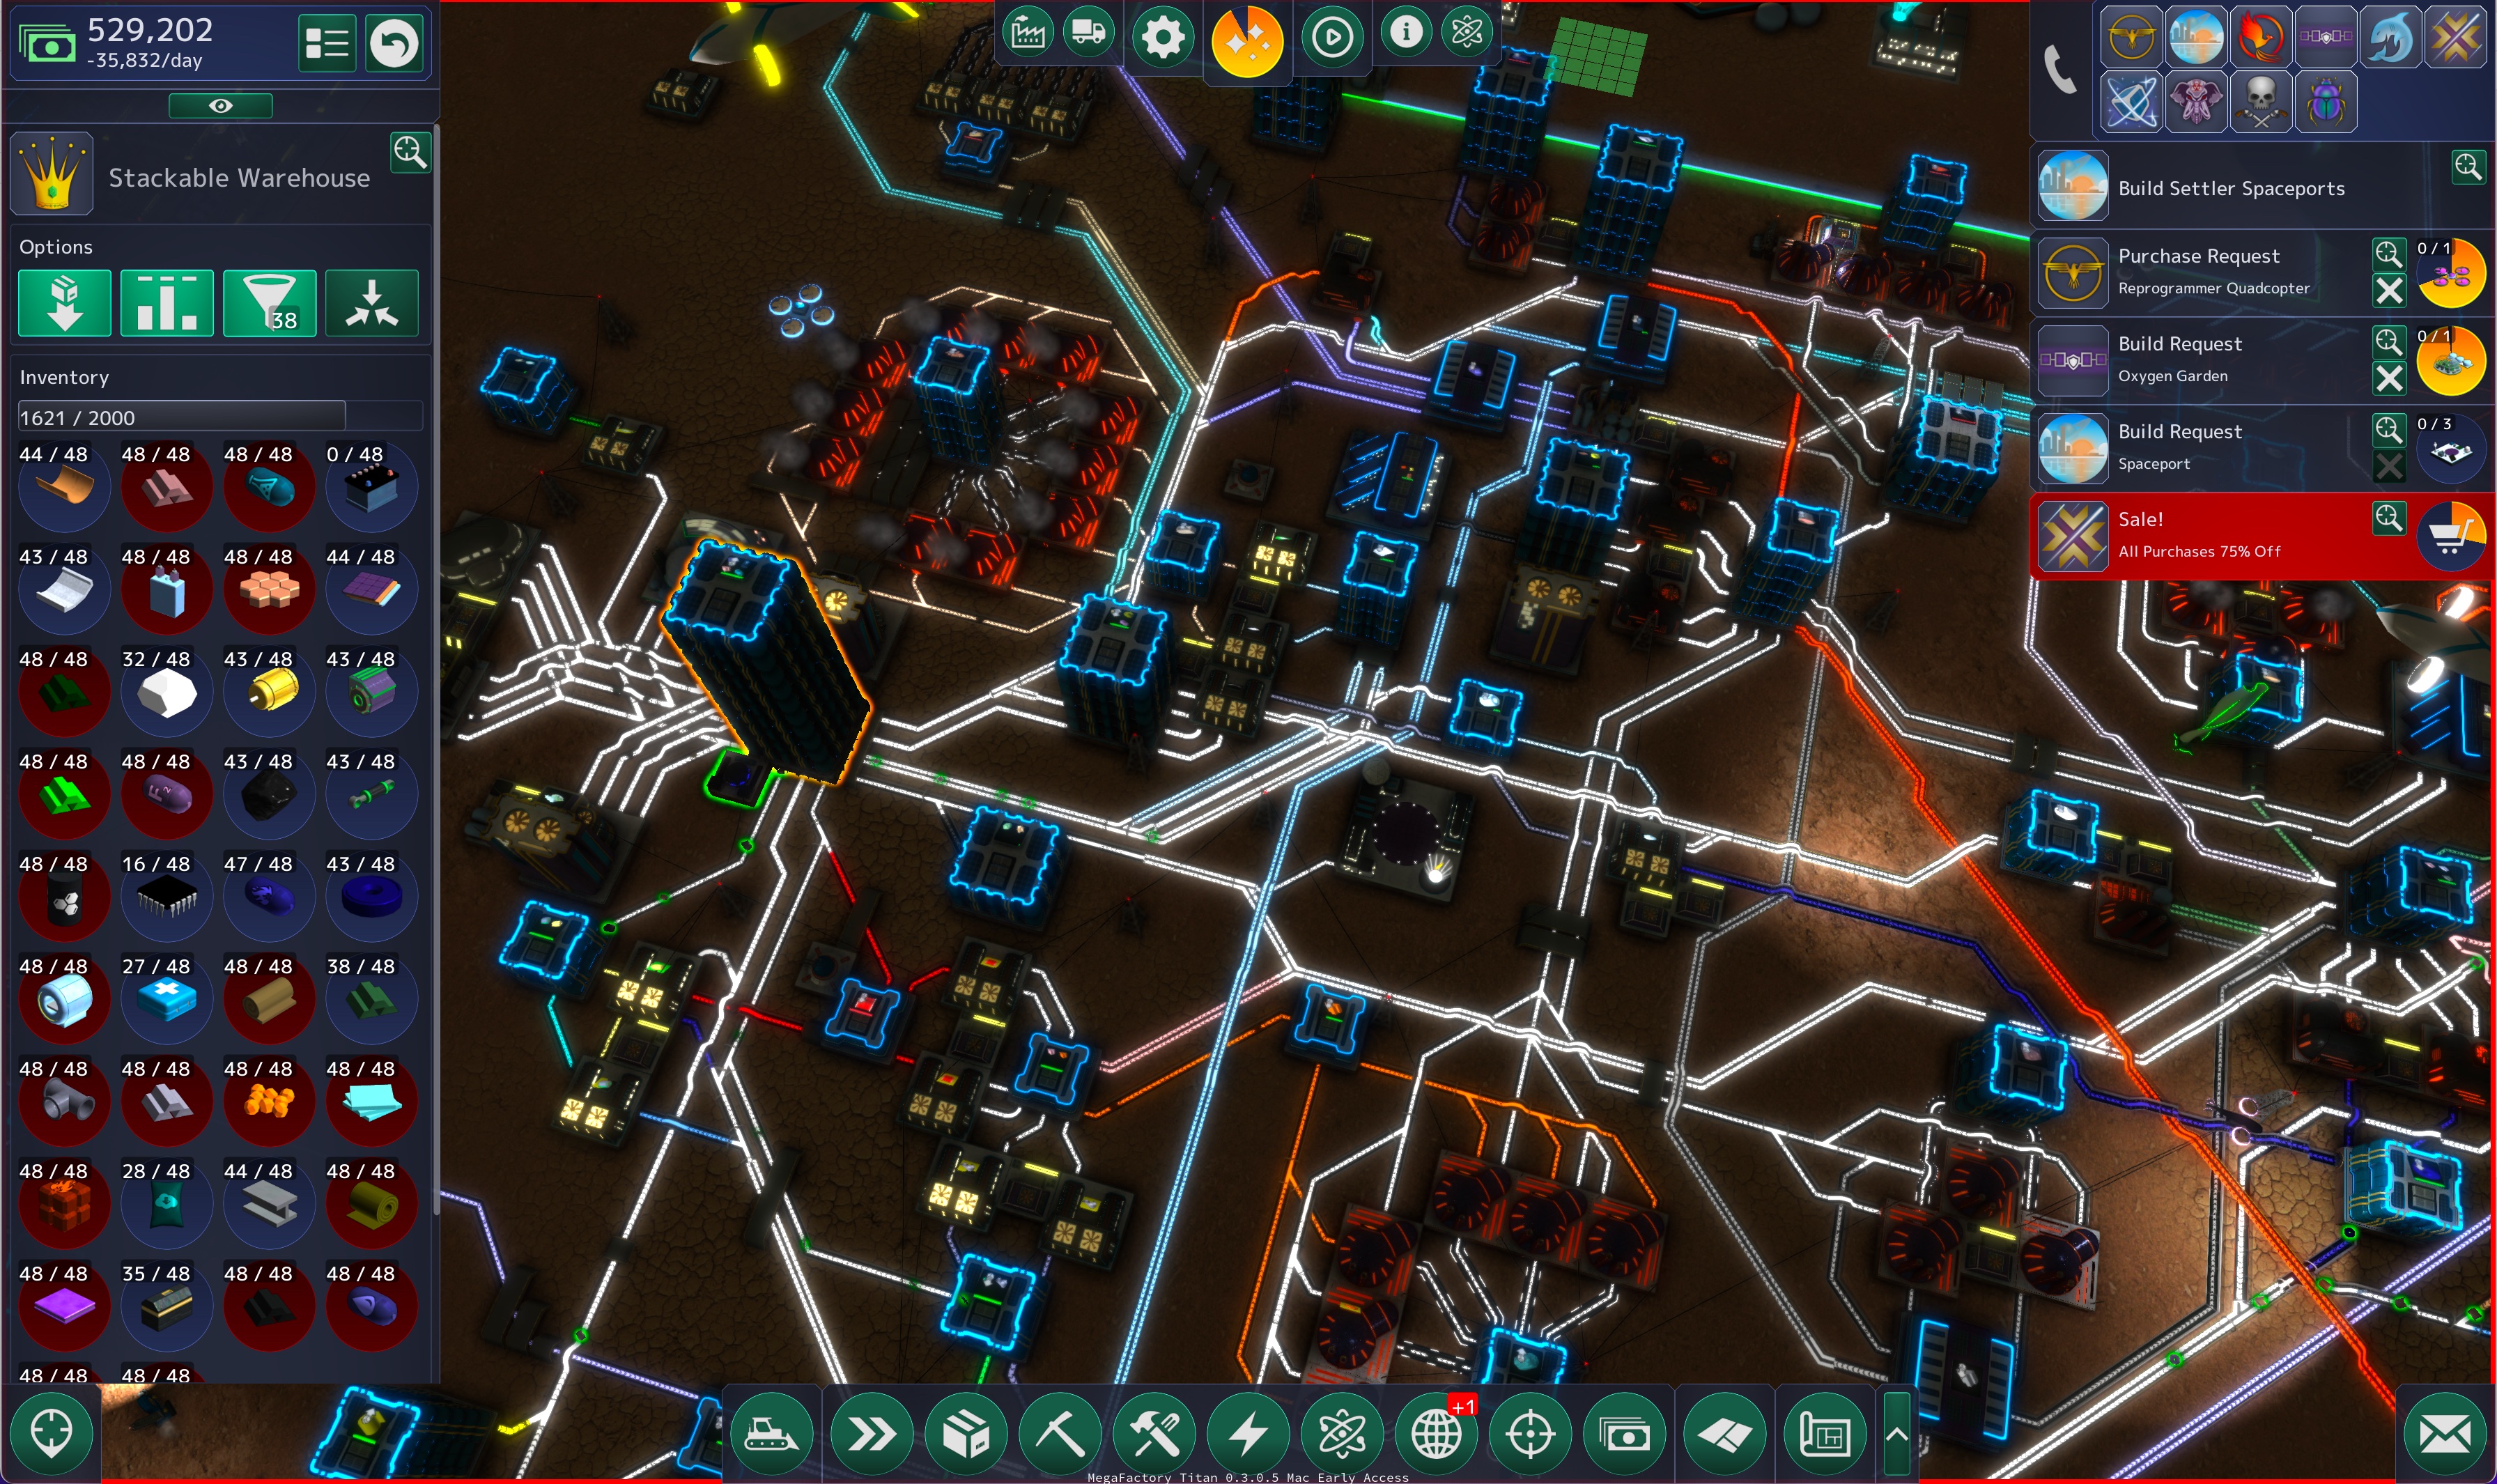 529,202
-35,832/day
Stackable Warehouse
Options
38
Inventory
1621 / 2000
44 / 48 48 / 48 48 / 48 0 / 48
43 / 48 48 / 48 48 / 48 44 / 48
48 / 48 32 / 48 43 / 48 43 / 48
48 / 48 48 / 48 43 / 48 43 / 48
48 / 48 16 / 48 47 / 48 43 / 48
48 / 48 27 / 48 48 / 48 38 / 48
48 / 48 48 / 48 48 / 48 48 / 48
48 / 48 28 / 48 44 / 48 48 / 48
48 / 48 35 / 48 48 / 48 48 / 48
48 / 48 48 / 48
Build Settler Spaceports
Purchase Request
Reprogrammer Quadcopter
0 / 1
Build Request
Oxygen Garden
0 / 1
Build Request
Spaceport
0 / 3
Sale!
All Purchases 75% Off
+1
MegaFactory Titan 0.3.0.5 Mac Early Access